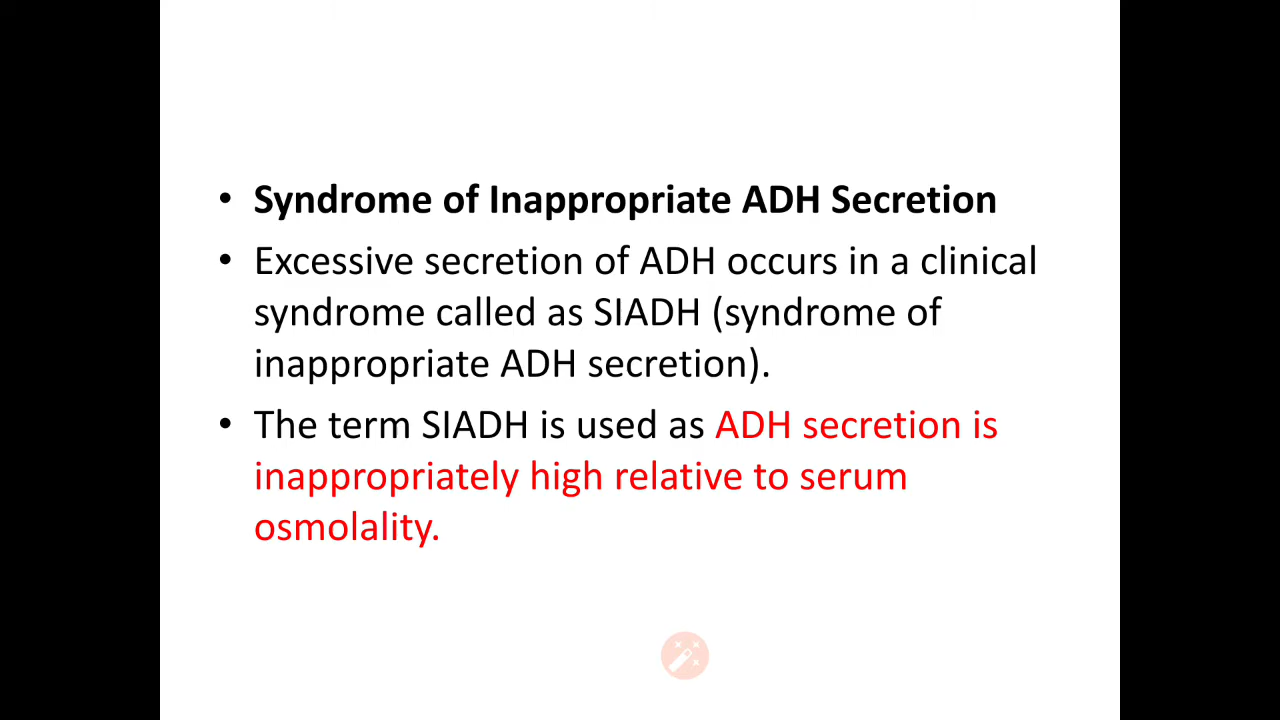 • Syndrome of Inappropriate ADH Secretion
• Excessive secretion of ADH occurs in a clinical
syndrome called as SIADH (syndrome of
inappropriate ADH secretion).
• The term SIADH is used as ADH secretion is
inappropriately high relative to serum
osmolality.